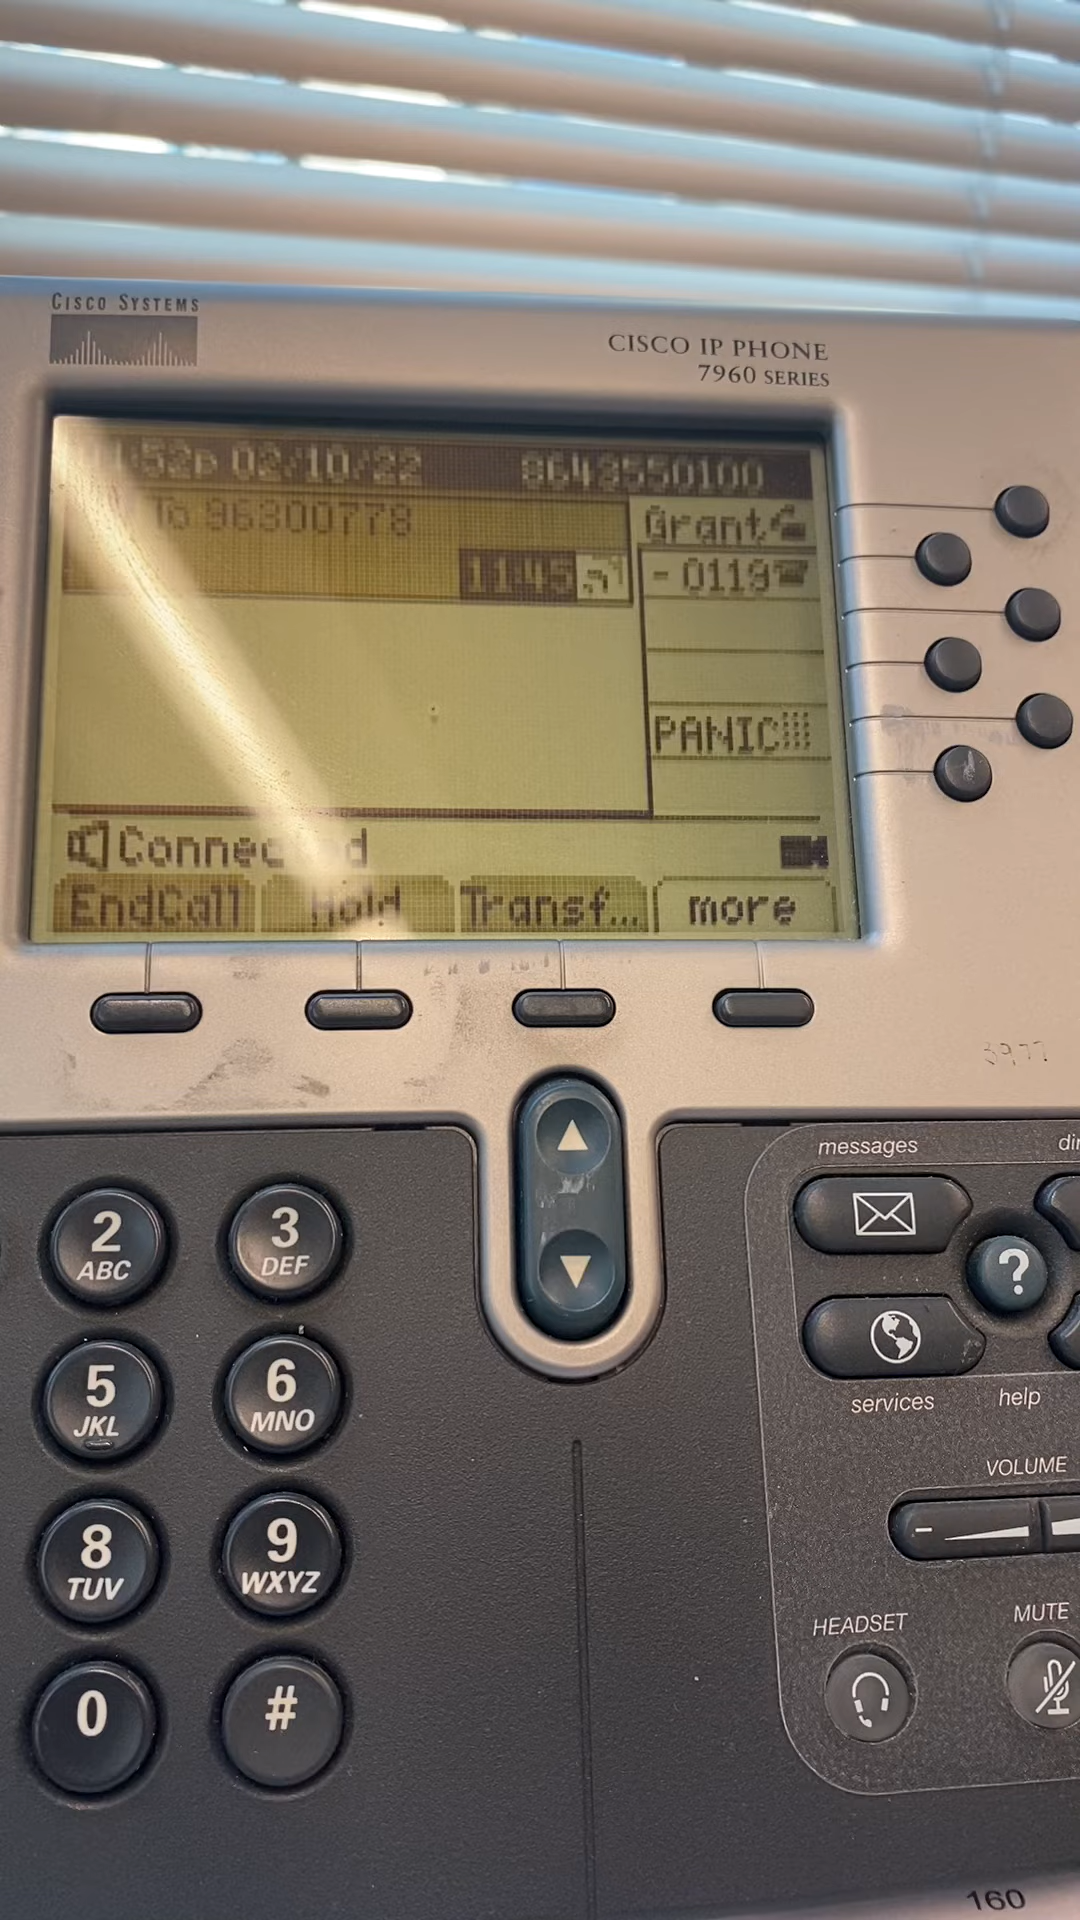 CISCO SYSTEMS
CISCO IP PHONE
7960 SERIES
:52p 02/10/22 8643550100
To 96300778
Grant
11:45
- 0119
PANIC
Connected
EndCall Hold Transf... more
3977
messages
2
ABC
3
DEF
?
5
JKL
6
MNO
services help
VOLUME
-
8
TUV
9
WXYZ
HEADSET MUTE
0
#
160